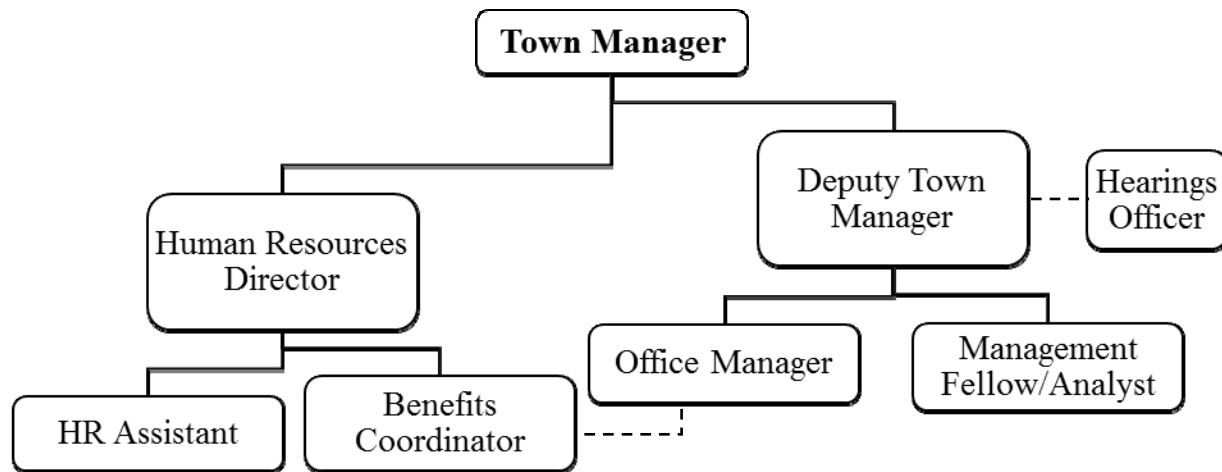 Town Manager
Deputy Town
Manager
Hearings
Officer
Human Resources
Director
Office Manager
Management
Fellow/Analyst
HR Assistant
Benefits
Coordinator